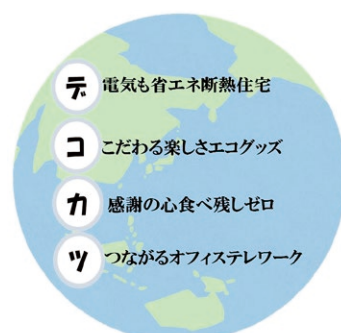 デ 電気も省エネ断熱住宅
コ こだわる楽しさエコグッズ
カ 感謝の心食べ残しゼロ
ツ つながるオフィステレワーク